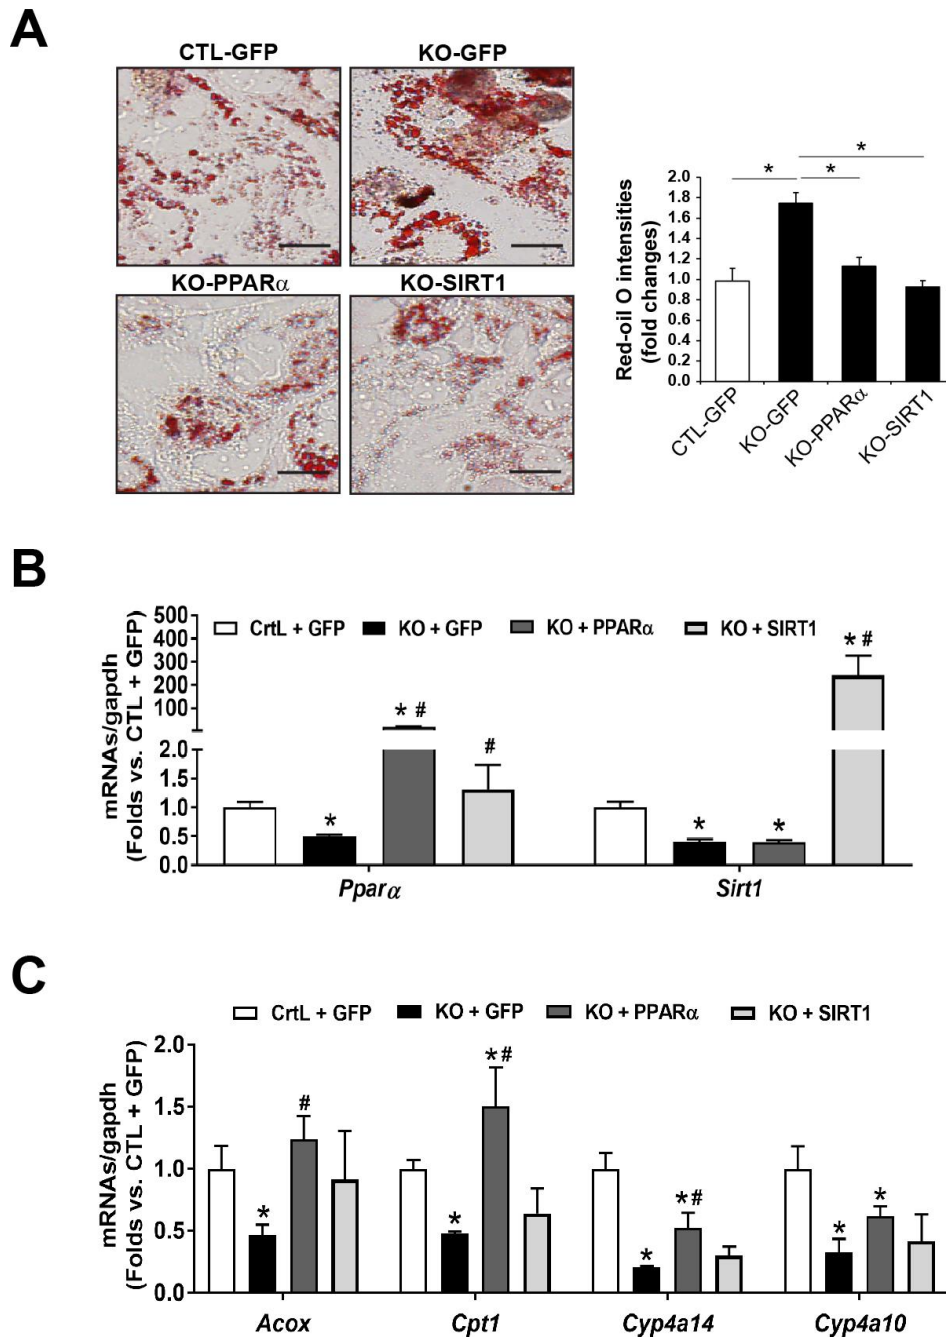 A
CTL-GFP
KO-GFP
KO-PPARα
KO-SIRT1
Red-oil O intensities
(fold changes)
2.0
1.8
1.6
1.4
1.2
1.0
0.8
0.6
0.4
0.2
0.0
*
*
*
CTL-GFP
KO-GFP
KO-PPARα
KO-SIRT1
B
mRNAs/gapdh
(Folds vs. CTL + GFP)
500
400
300
200
100
2.0
1.5
1.0
0.5
0.0
CrtL + GFP
KO + GFP
KO + PPARα
KO + SIRT1
*
* #
#
*
*
* #
Pparα
Sirt1
C
CrtL + GFP
KO + GFP
KO + PPARα
KO + SIRT1
mRNAs/gapdh
(Folds vs. CTL + GFP)
2.0
1.5
1.0
0.5
0.0
*
#
*
* #
*
* #
*
*
Acox
Cpt1
Cyp4a14
Cyp4a10